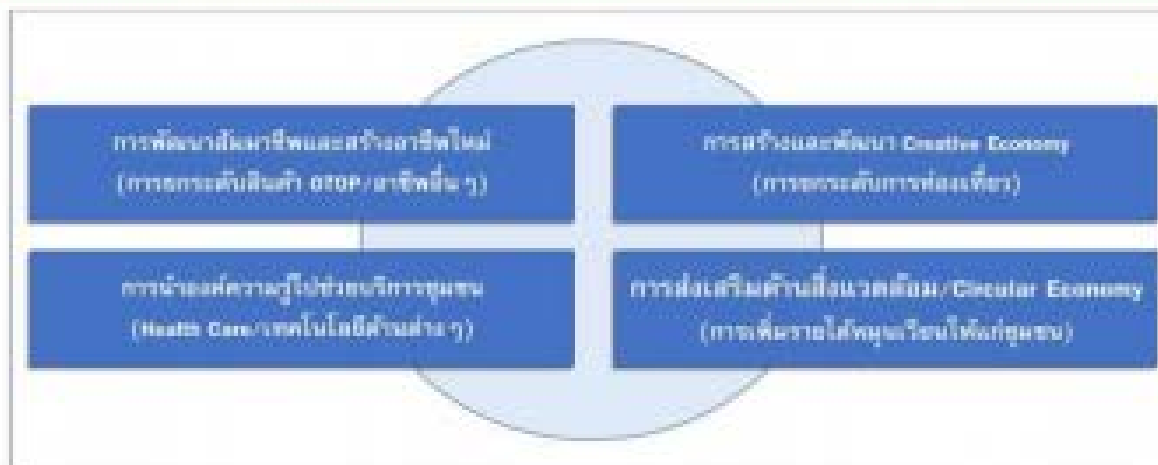 การพัฒนาสัมมาชีพและสร้างอาชีพใหม่
(การยกระดับสินค้า OTOP/อาชีพอื่น ๆ)
การสร้างและพัฒนา Creative Economy
(การยกระดับการท่องเที่ยว)
การนำองค์ความรู้ไปช่วยบริการชุมชน
(Health Care/เทคโนโลยีด้านต่าง ๆ)
การส่งเสริมด้านสิ่งแวดล้อม/Circular Economy
(การเพิ่มรายได้หมุนเวียนให้แก่ชุมชน)